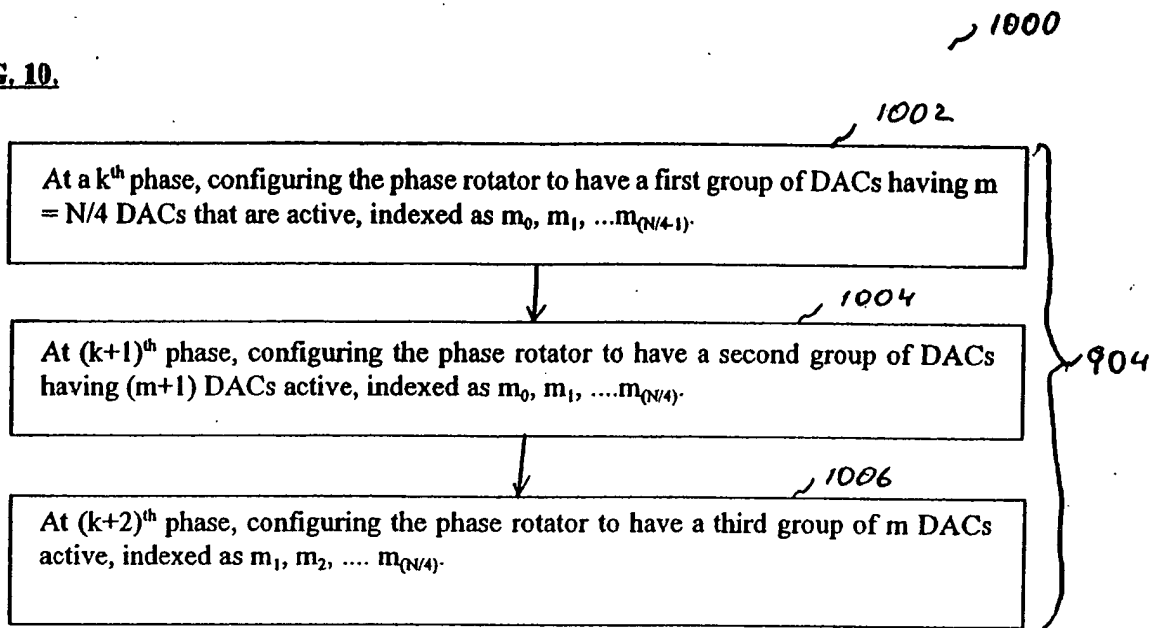 1000
G. 10.
1002
At a kth phase, configuring the phase rotator to have a first group of DACs having m
= N/4 DACs that are active, indexed as m0, m1, ...m(N/4-1).
1004
At (k+1)th phase, configuring the phase rotator to have a second group of DACs
having (m+1) DACs active, indexed as m0, m1, ....m(N/4).
904
1006
At (k+2)th phase, configuring the phase rotator to have a third group of m DACs
active, indexed as m1, m2, .... m(N/4).